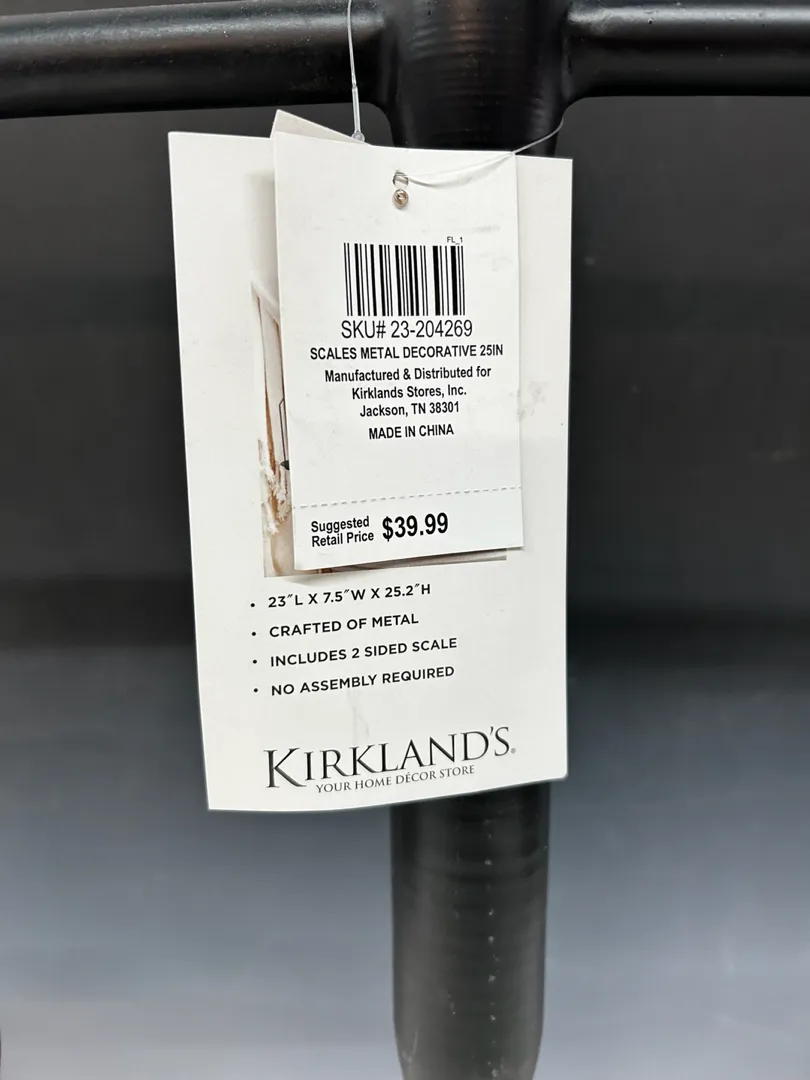 FL_1
SKU# 23-204269
SCALES METAL DECORATIVE 25IN
Manufactured & Distributed for
Kirklands Stores, Inc.
Jackson, TN 38301
MADE IN CHINA
Suggested
Retail Price $39.99
• 23″L X 7.5″W X 25.2″H
• CRAFTED OF METAL
• INCLUDES 2 SIDED SCALE
• NO ASSEMBLY REQUIRED
KIRKLAND'S®
YOUR HOME DÉCOR STORE